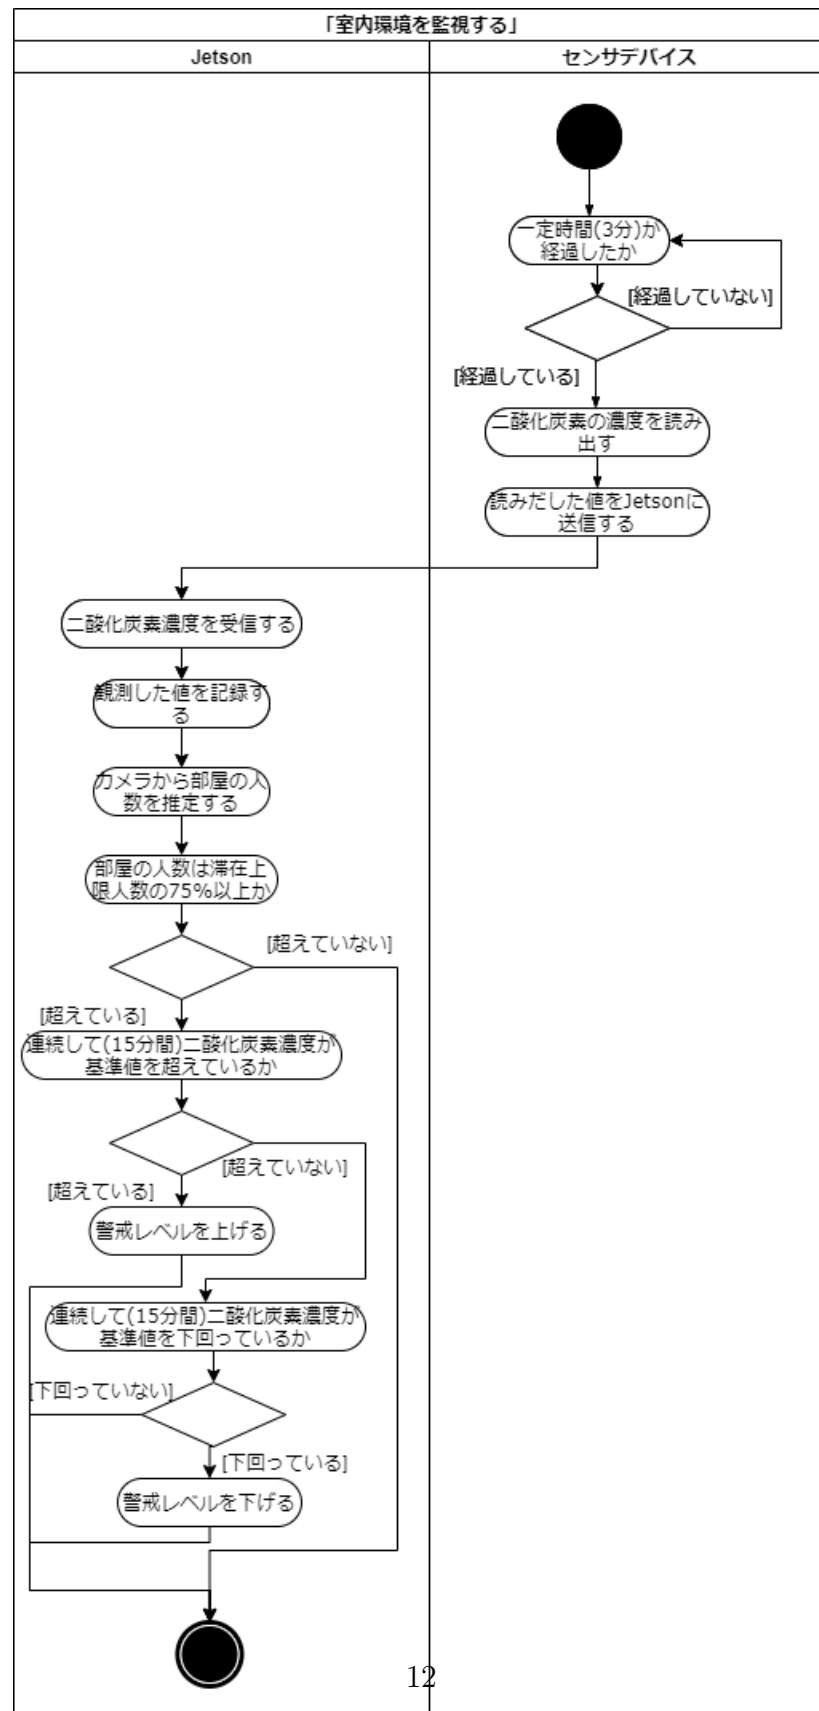 「室内環境を監視する」
Jetson
センサデバイス
一定時間(3分)が
経過したか
[経過していない]
[経過している]
二酸化炭素の濃度を読み
出す
読みだした値をJetsonに
送信する
二酸化炭素濃度を受信する
観測した値を記録す
る
カメラから部屋の人
数を推定する
部屋の人数は滞在上
限人数の75%以上か
[超えていない]
[超えている]
連続して(15分間)二酸化炭素濃度が
基準値を超えているか
[超えていない]
[超えている]
警戒レベルを上げる
連続して(15分間)二酸化炭素濃度が
基準値を下回っているか
[下回っていない]
[下回っている]
警戒レベルを下げる
12